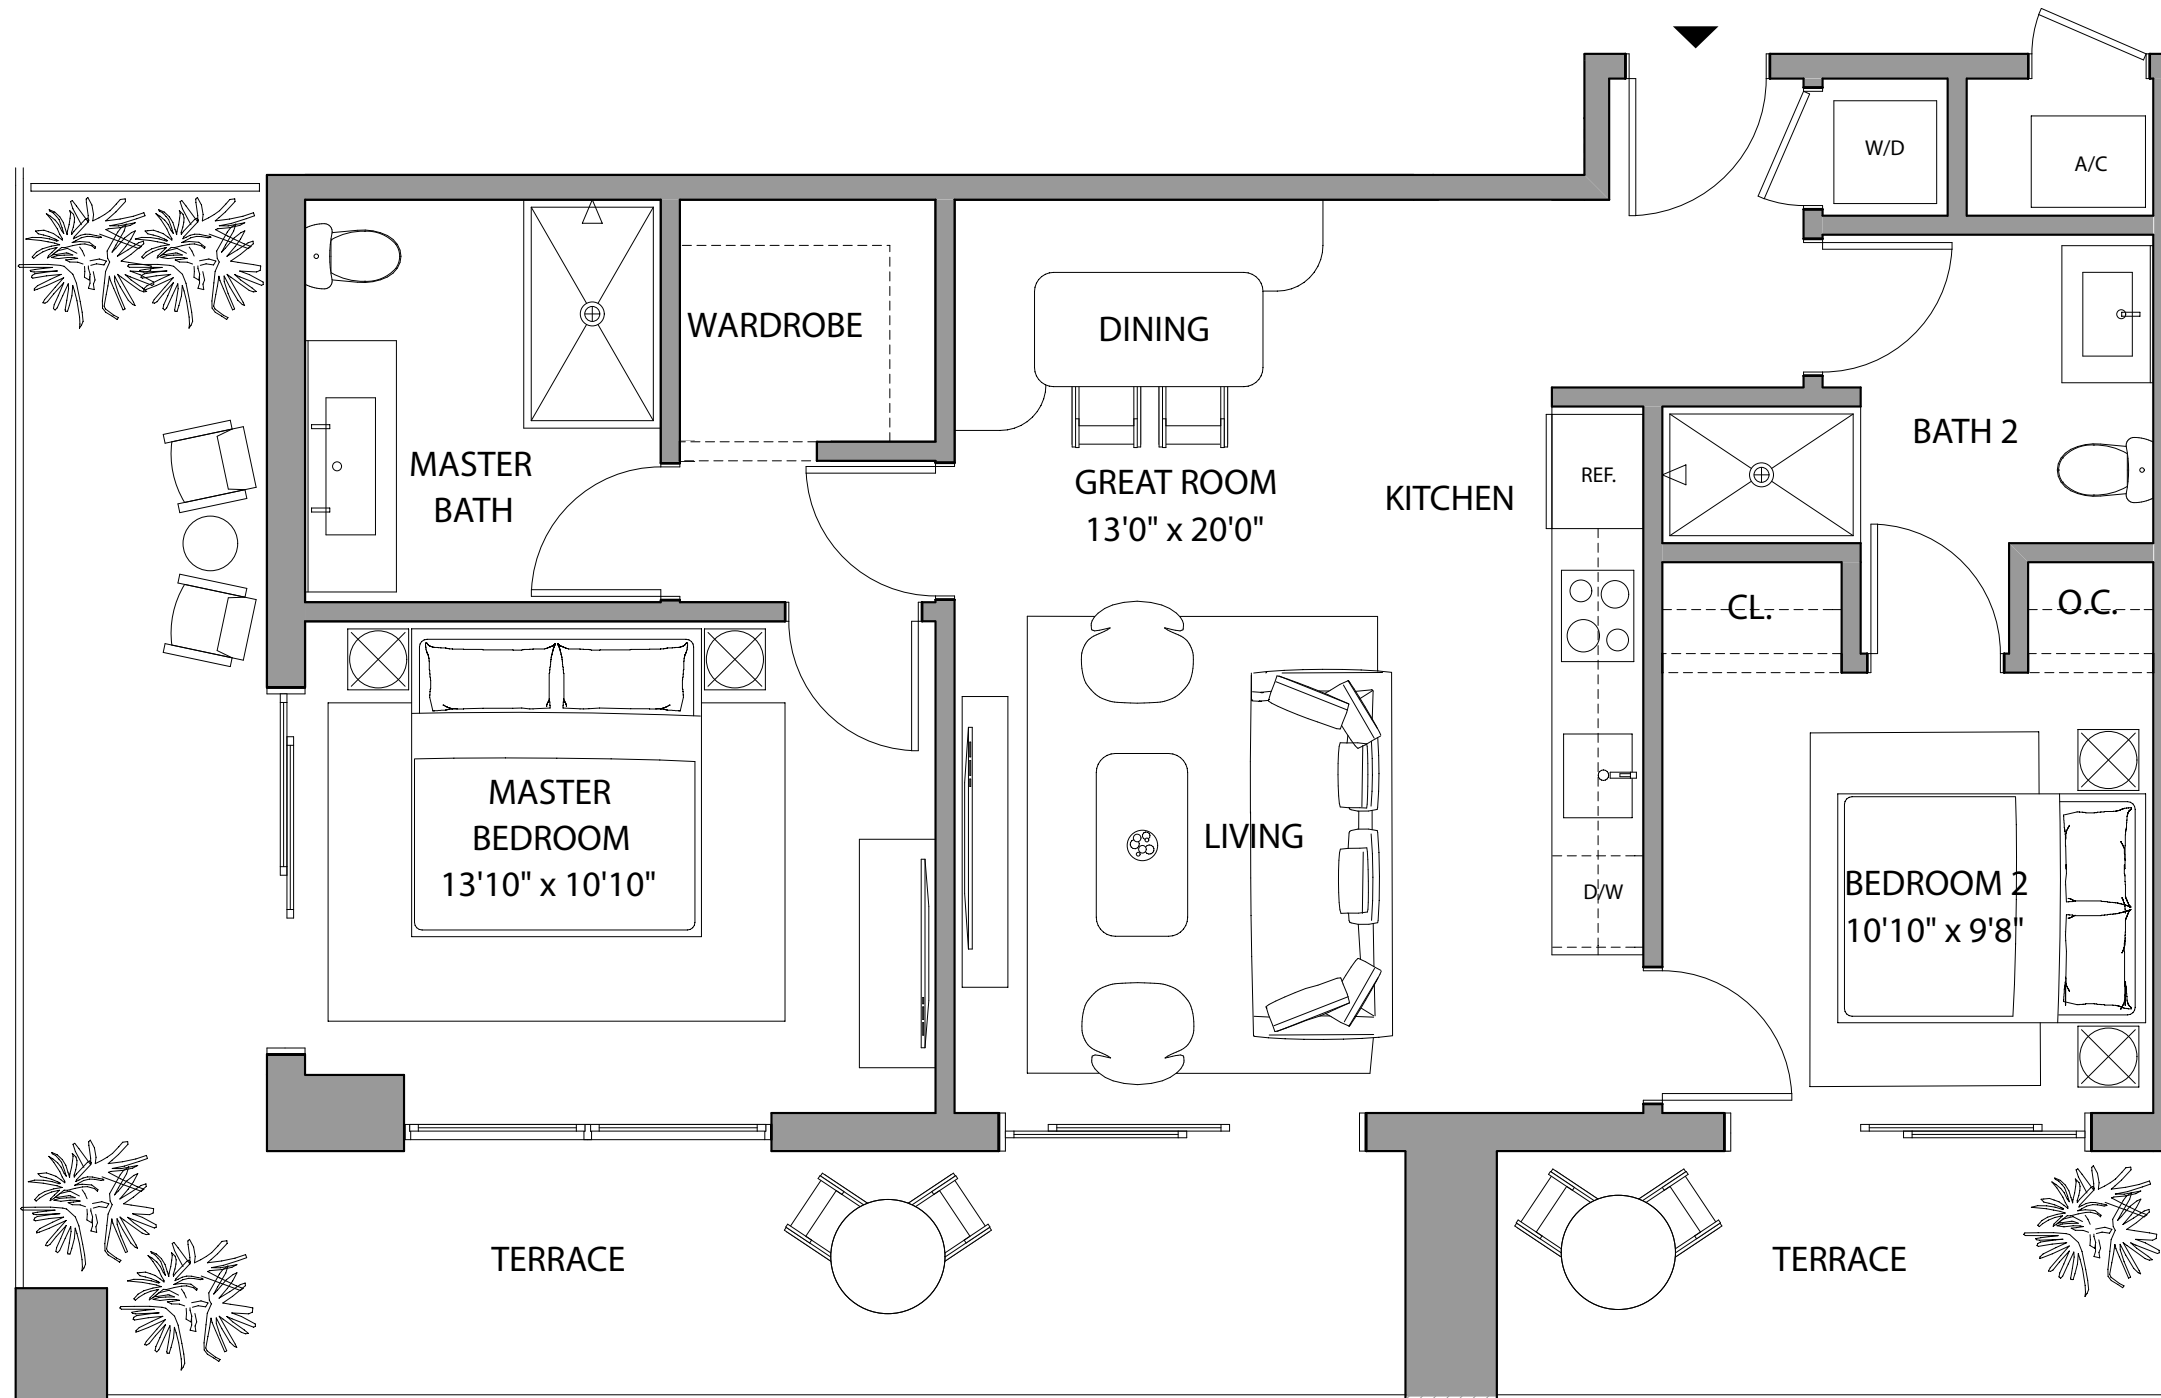 W/D
A/C
WARDROBE
DINING
MASTER
BATH
GREAT ROOM
13'0" x 20'0"
KITCHEN
REF.
BATH 2
CL.
O.C.
MASTER
BEDROOM
13'10" x 10'10"
LIVING
D/W
BEDROOM 2
10'10" x 9'8"
TERRACE
TERRACE